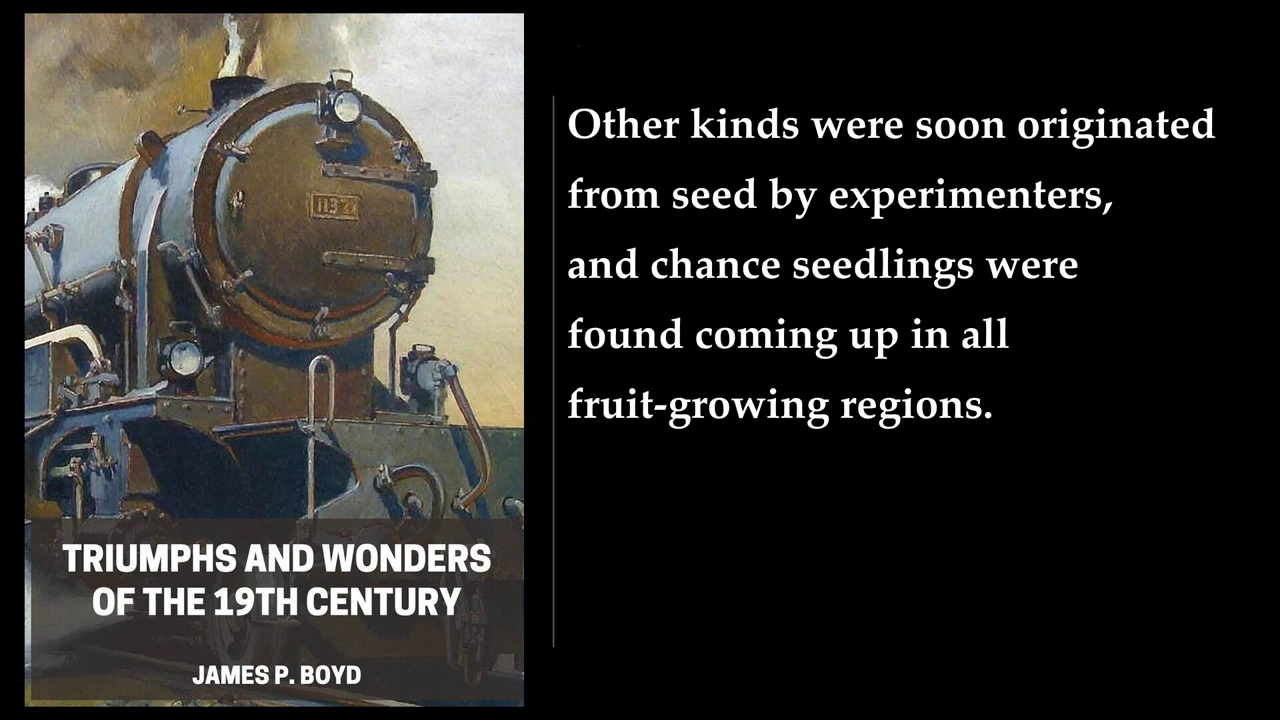 Other kinds were soon originated
from seed by experimenters,
and chance seedlings were
found coming up in all
fruit-growing regions.
TRIUMPHS AND WONDERS
OF THE 19TH CENTURY
JAMES P. BOYD